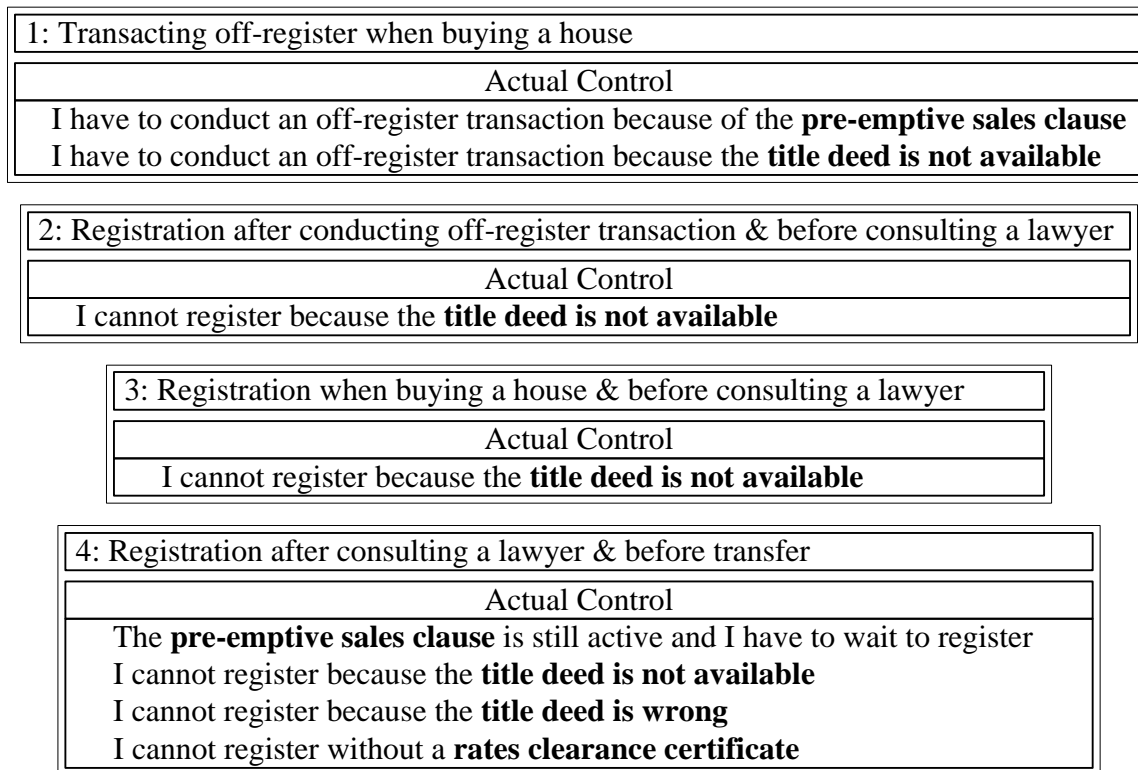 1: Transacting off-register when buying a house
Actual Control
I have to conduct an off-register transaction because of the pre-emptive sales clause
I have to conduct an off-register transaction because the title deed is not available
2: Registration after conducting off-register transaction & before consulting a lawyer
Actual Control
I cannot register because the title deed is not available
3: Registration when buying a house & before consulting a lawyer
Actual Control
I cannot register because the title deed is not available
4: Registration after consulting a lawyer & before transfer
Actual Control
The pre-emptive sales clause is still active and I have to wait to register
I cannot register because the title deed is not available
I cannot register because the title deed is wrong
I cannot register without a rates clearance certificate